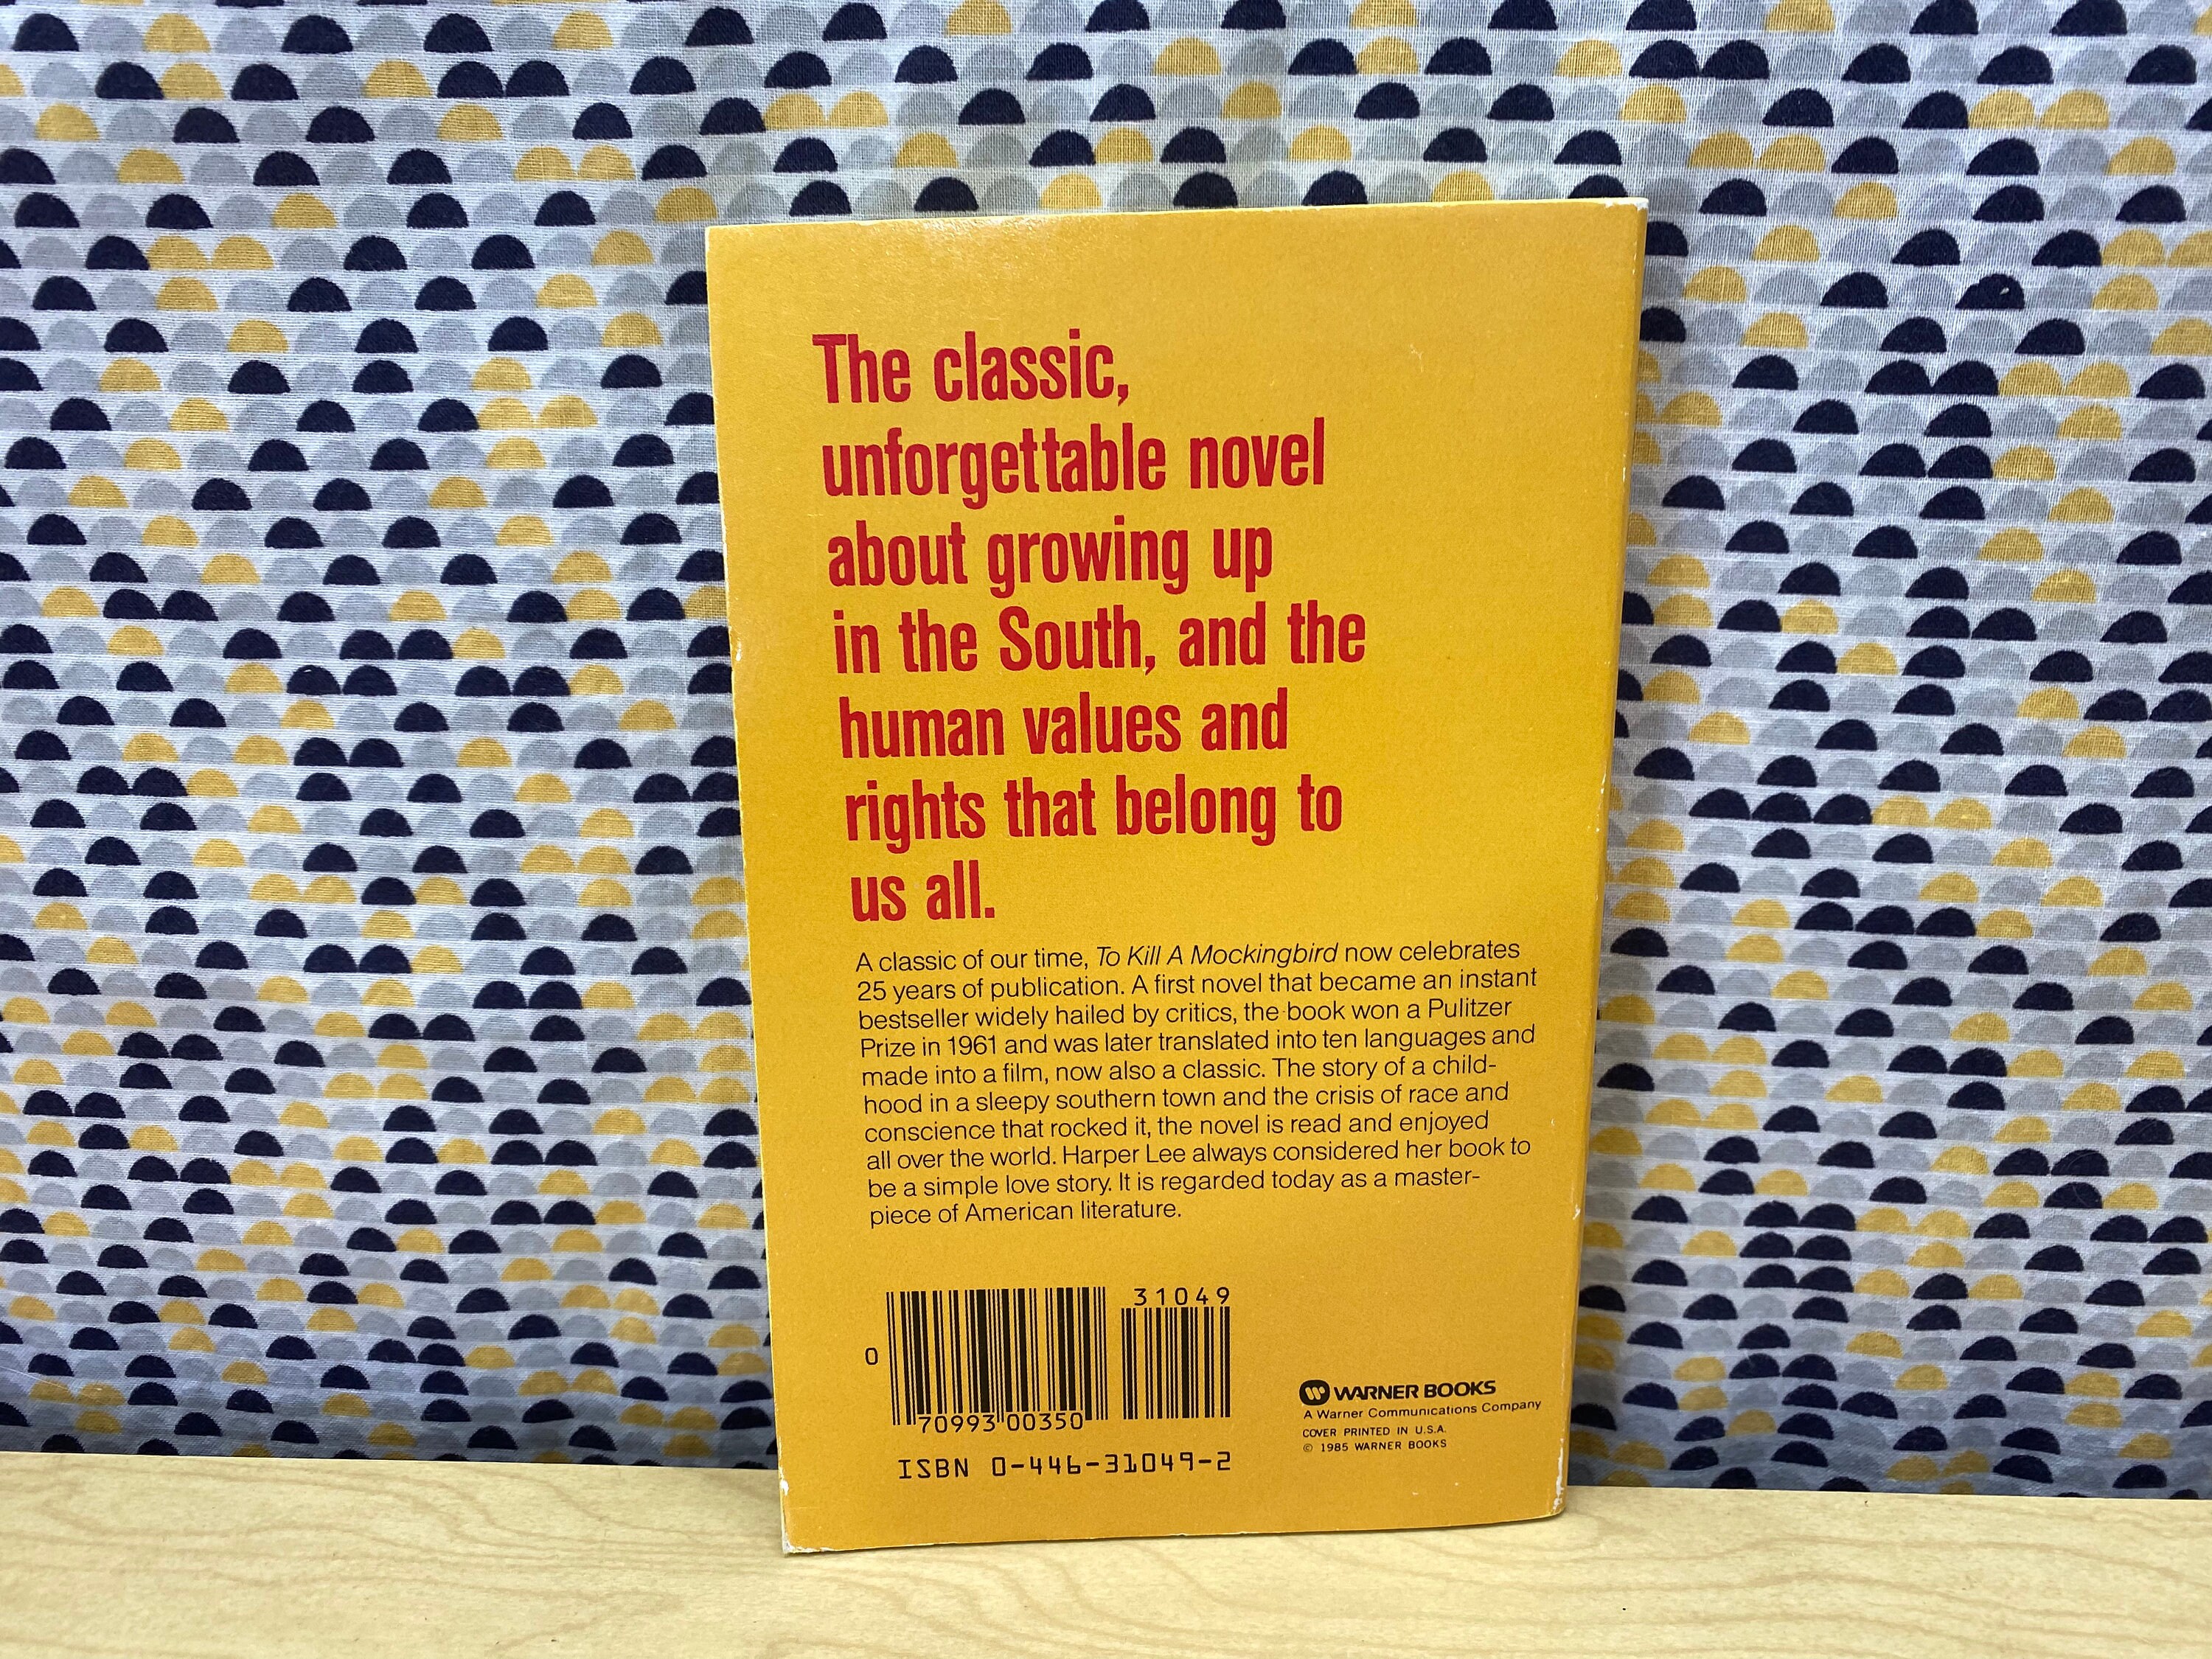 The classic,
unforgettable novel
about growing up
in the South, and the
human values and
rights that belong to
us all.
A classic of our time, To Kill A Mockingbird now celebrates
25 years of publication. A first novel that became an instant
bestseller widely hailed by critics, the book won a Pulitzer
Prize in 1961 and was later translated into ten languages and
made into a film, now also a classic. The story of a child-
hood in a sleepy southern town and the crisis of race and
conscience that rocked it, the novel is read and enjoyed
all over the world. Harper Lee always considered her book to
be a simple love story. It is regarded today as a master-
piece of American literature.
31049
0
70993 00350
ISBN 0-446-31049-2
WARNER BOOKS
A Warner Communications Company
COVER PRINTED IN U.S.A.
© 1985 WARNER BOOKS